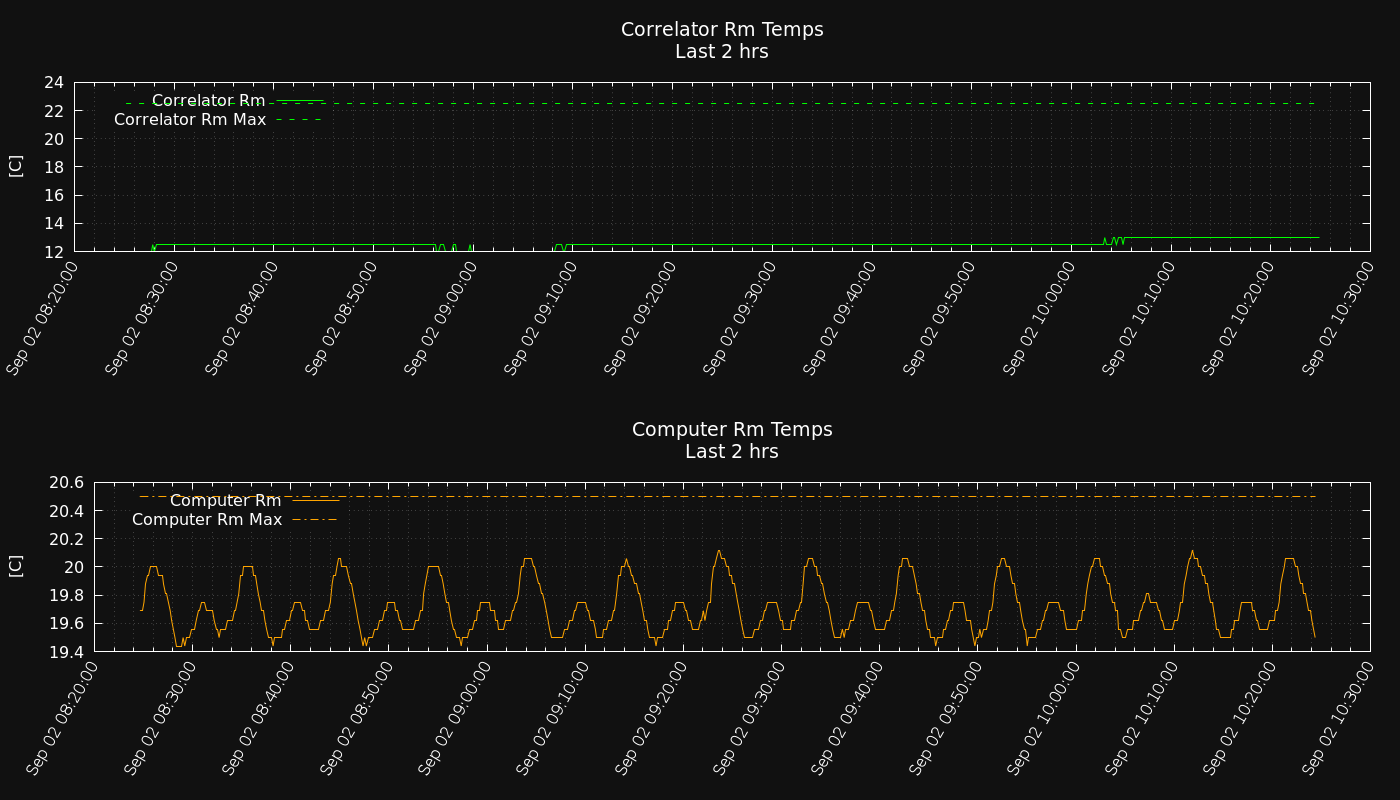 Correlator Rm Temps
Last 2 hrs
24
22
20
18
16
14
12
[C]
Correlator Rm
Correlator Rm Max
Sep 02 08:20:00
Sep 02 08:30:00
Sep 02 08:40:00
Sep 02 08:50:00
Sep 02 09:00:00
Sep 02 09:10:00
Sep 02 09:20:00
Sep 02 09:30:00
Sep 02 09:40:00
Sep 02 09:50:00
Sep 02 10:00:00
Sep 02 10:10:00
Sep 02 10:20:00
Sep 02 10:30:00
Computer Rm Temps
Last 2 hrs
20.6
20.4
20.2
20
19.8
19.6
19.4
[C]
Computer Rm
Computer Rm Max
Sep 02 08:20:00
Sep 02 08:30:00
Sep 02 08:40:00
Sep 02 08:50:00
Sep 02 09:00:00
Sep 02 09:10:00
Sep 02 09:20:00
Sep 02 09:30:00
Sep 02 09:40:00
Sep 02 09:50:00
Sep 02 10:00:00
Sep 02 10:10:00
Sep 02 10:20:00
Sep 02 10:30:00